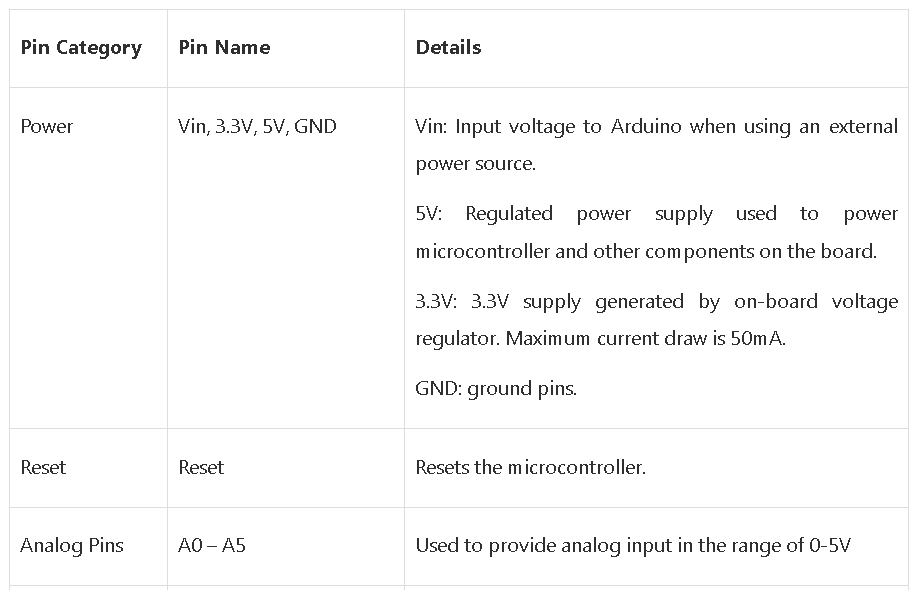 Pin Category Pin Name Details
Power Vin, 3.3V, 5V, GND Vin: Input voltage to Arduino when using an external
power source.
5V: Regulated power supply used to power
microcontroller and other components on the board.
3.3V: 3.3V supply generated by on-board voltage
regulator. Maximum current draw is 50mA.
GND: ground pins.
Reset Reset Resets the microcontroller.
Analog Pins A0 – A5 Used to provide analog input in the range of 0-5V